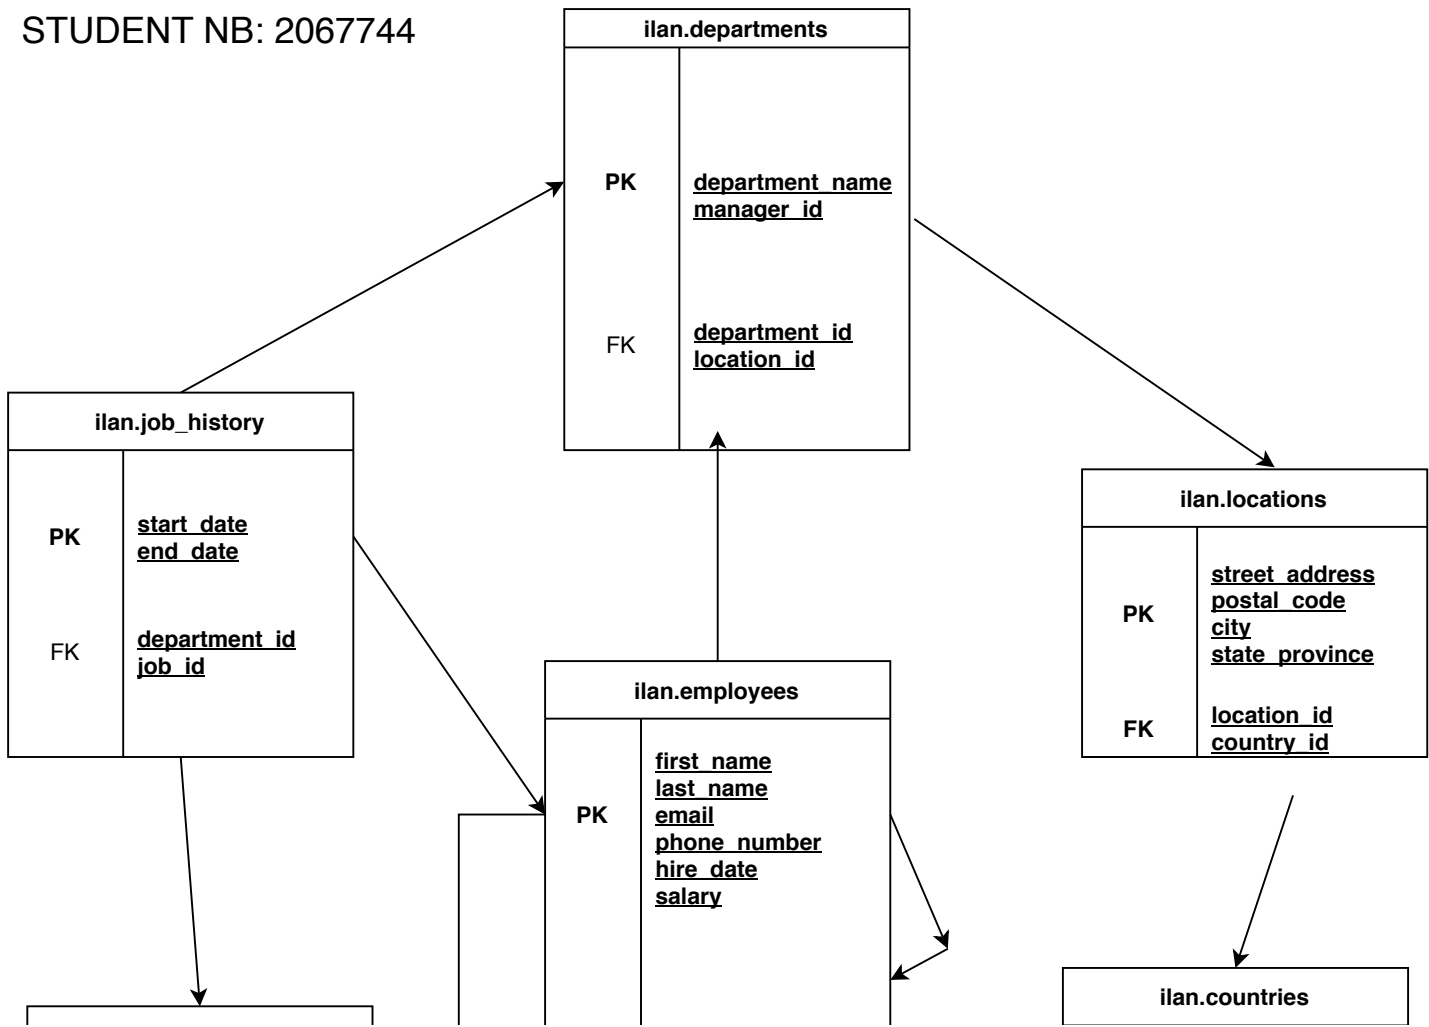 STUDENT NB: 2067744
ilan.departments
PK
department_name
manager_id
FK
department_id
location_id
ilan.job_history
PK
start_date
end_date
FK
department_id
job_id
ilan.locations
PK
street_address
postal_code
city
state_province
FK
location_id
country_id
ilan.employees
PK
first_name
last_name
email
phone_number
hire_date
salary
ilan.countries